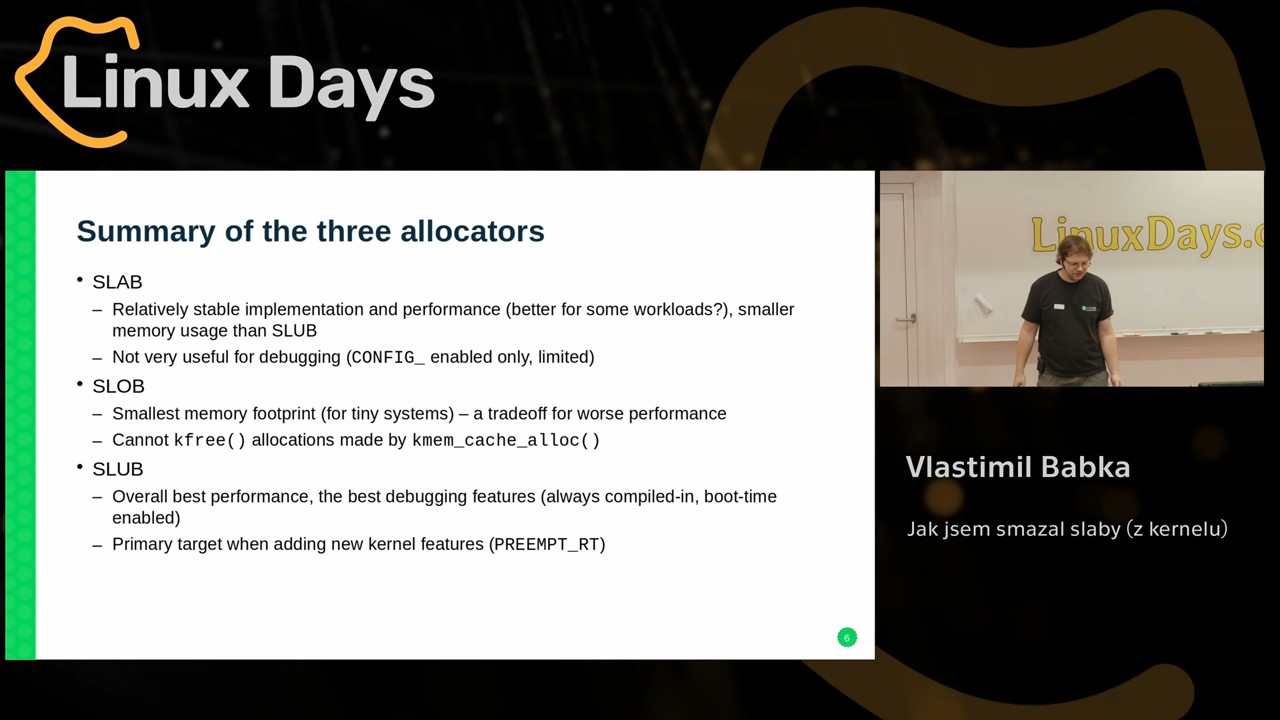 Linux Days
Summary of the three allocators
• SLAB
– Relatively stable implementation and performance (better for some workloads?), smaller
memory usage than SLUB
– Not very useful for debugging (CONFIG_ enabled only, limited)
• SLOB
– Smallest memory footprint (for tiny systems) – a tradeoff for worse performance
– Cannot kfree() allocations made by kmem_cache_alloc()
• SLUB
– Overall best performance, the best debugging features (always compiled-in, boot-time
enabled)
– Primary target when adding new kernel features (PREEMPT_RT)
6
LinuxDays.c
Vlastimil Babka
Jak jsem smazal slaby (z kernelu)